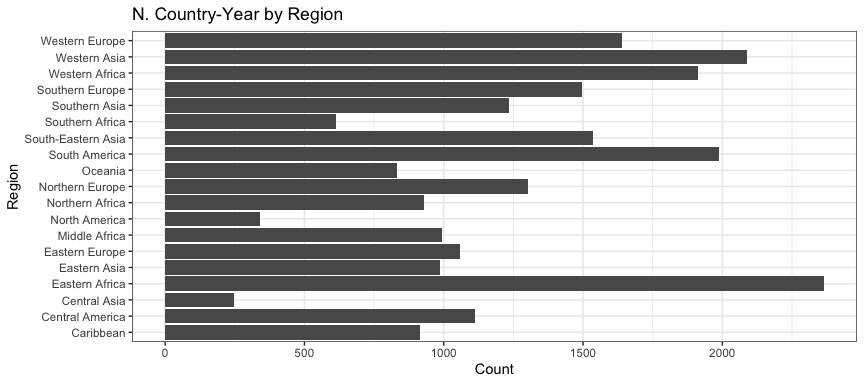 N. Country-Year by Region
Region
Western Europe
Western Asia
Western Africa
Southern Europe
Southern Asia
Southern Africa
South-Eastern Asia
South America
Oceania
Northern Europe
Northern Africa
North America
Middle Africa
Eastern Europe
Eastern Asia
Eastern Africa
Central Asia
Central America
Caribbean
0 500 1000 1500 2000
Count